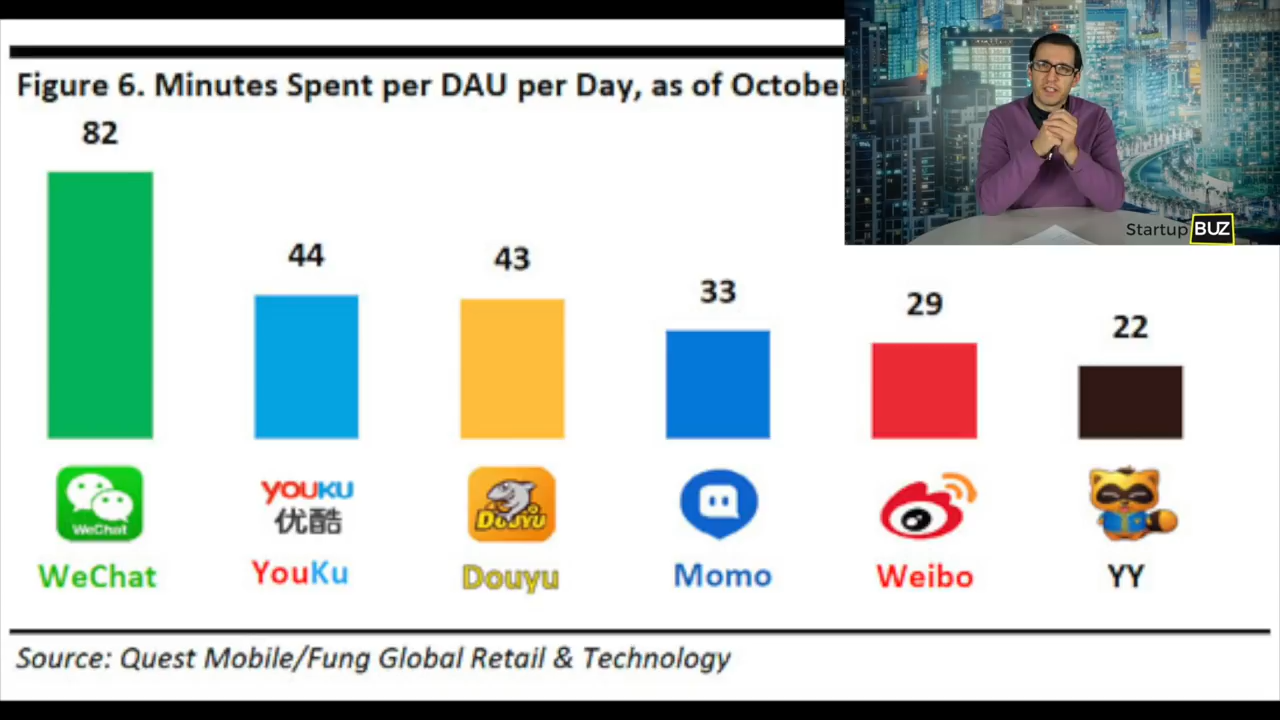 Figure 6. Minutes Spent per DAU per Day, as of October
82
44
43
33
29
22
WeChat
YOUKU
优酷
DOUYU
WeChat
YouKu
Douyu
Momo
Weibo
YY
Source: Quest Mobile/Fung Global Retail & Technology
Startup BUZ